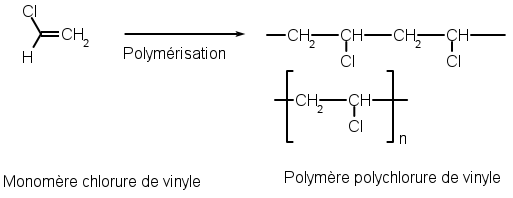 Cl
CH2
H
Polymérisation
CH2 CH CH2 CH
Cl Cl
CH2 CH
Cl
n
Monomère chlorure de vinyle
Polymère polychlorure de vinyle